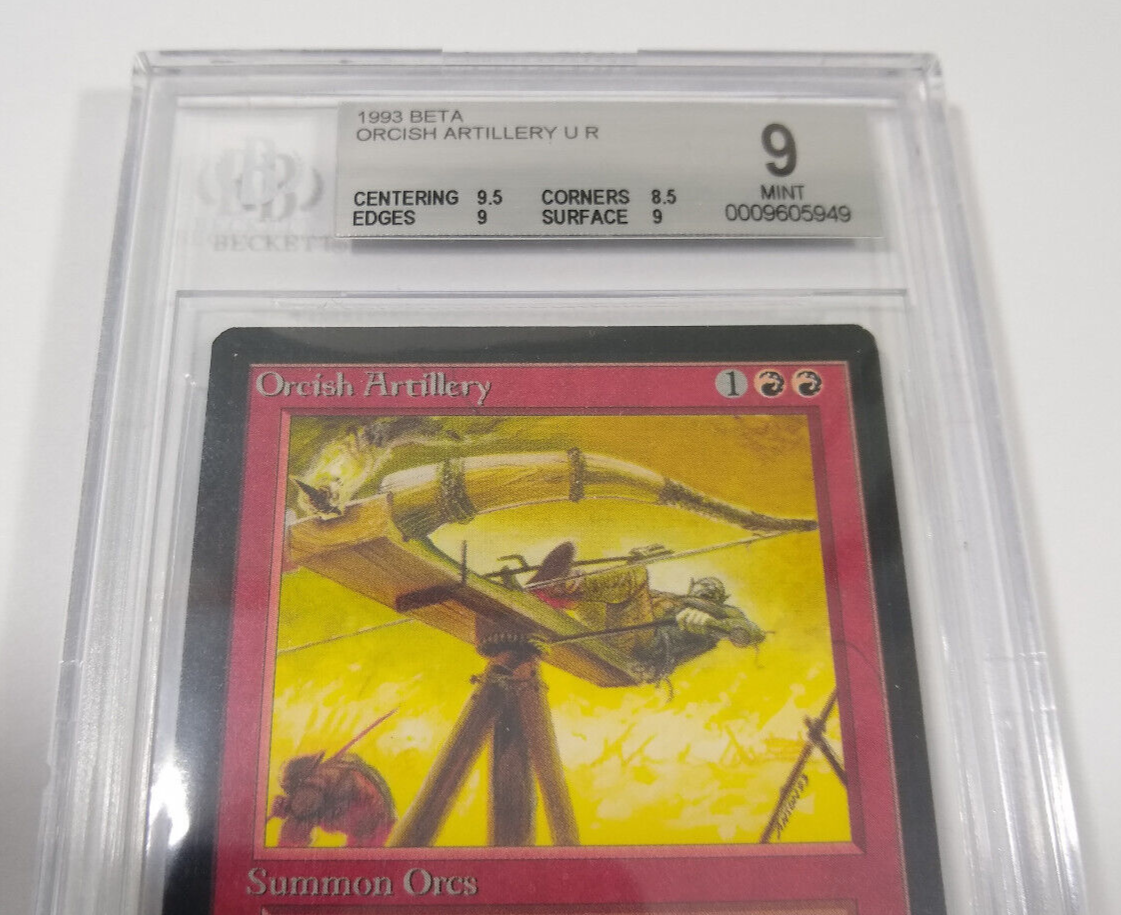 1993 BETA
ORCISH ARTILLERY U R
9
MINT
0009605949
CENTERING 9.5 CORNERS 8.5
EDGES 9 SURFACE 9
BECKETT
Orcish Artillery 1
Summon Orcs